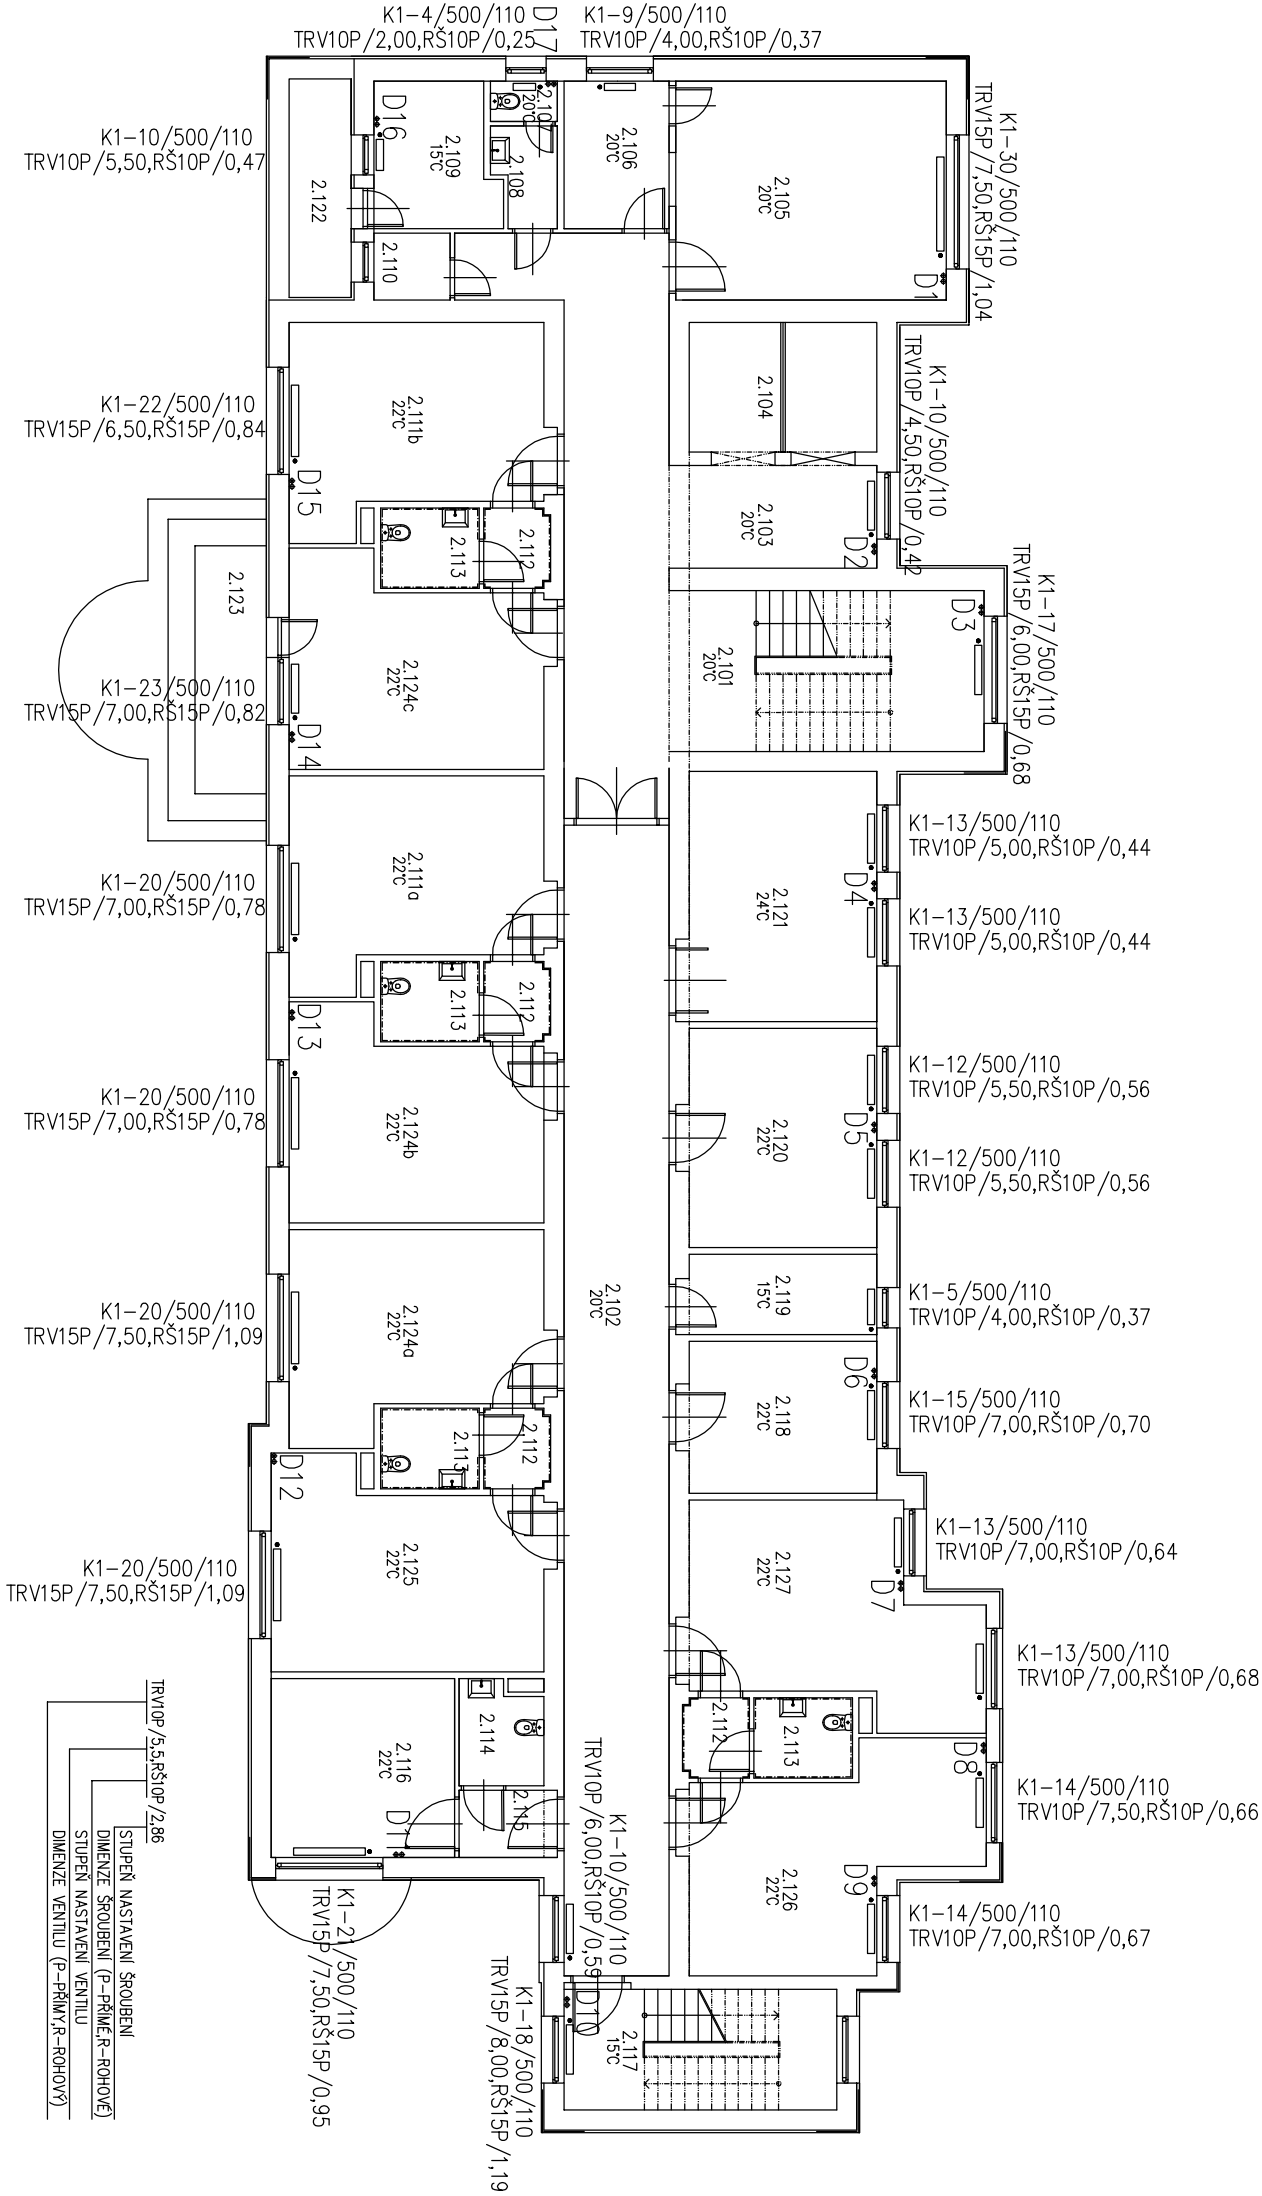 K1-4/500/110
TRV10P/2,00,RŠ10P/0,25
D17
K1-9/500/110
TRV10P/4,00,RŠ10P/0,37
K1-30/500/110
TRV15P/7,50,RŠ15P/1,04
D1
K1-10/500/110
TRV10P/5,50,RŠ10P/0,47
D16
2.109
15°C
20°C
2.108
2.106
20°C
2.105
20°C
2.122
2.110
K1-10/500/110
TRV10P/4,50,RŠ10P/0,42
2.104
2.103
20°C
D2
K1-22/500/110
TRV15P/6,50,RŠ15P/0,84
2.111b
22°C
D15
2.113
2.112
K1-17/500/110
TRV15P/6,00,RŠ15P/0,68
D3
2.101
20°C
2.123
K1-23/500/110
TRV15P/7,00,RŠ15P/0,82
2.124c
22°C
D14
K1-13/500/110
TRV10P/5,00,RŠ10P/0,44
D4
2.121
24°C
K1-13/500/110
TRV10P/5,00,RŠ10P/0,44
K1-20/500/110
TRV15P/7,00,RŠ15P/0,78
2.111a
22°C
2.113
2.112
D13
K1-12/500/110
TRV10P/5,50,RŠ10P/0,56
D5
2.120
22°C
K1-12/500/110
TRV10P/5,50,RŠ10P/0,56
K1-20/500/110
TRV15P/7,00,RŠ15P/0,78
2.124b
22°C
2.102
20°C
2.119
15°C
K1-5/500/110
TRV10P/4,00,RŠ10P/0,37
K1-20/500/110
TRV15P/7,50,RŠ15P/1,09
2.124a
22°C
D6
2.118
22°C
K1-15/500/110
TRV10P/7,00,RŠ10P/0,70
2.113
2.112
D12
K1-20/500/110
TRV15P/7,50,RŠ15P/1,09
2.125
22°C
2.127
22°C
D7
K1-13/500/110
TRV10P/7,00,RŠ10P/0,64
K1-13/500/110
TRV10P/7,00,RŠ10P/0,68
2.112
2.113
D8
K1-14/500/110
TRV10P/7,50,RŠ10P/0,66
2.116
22°C
2.114
2.115
2.126
22°C
D9
K1-14/500/110
TRV10P/7,00,RŠ10P/0,67
K1-10/500/110
TRV10P/6,00,RŠ10P/0,59
K1-21/500/110
TRV15P/7,50,RŠ15P/0,95
D10
2.117
15°C
K1-18/500/110
TRV15P/8,00,RŠ15P/1,19
TRV10P/5,5,RŠ10P/2,86
STUPEŇ NASTAVENÍ ŠROUBENÍ
DIMENZE ŠROUBENÍ (P-PŘÍMÉ,R-ROHOVÉ)
STUPEŇ NASTAVENÍ VENTILU
DIMENZE VENTILU (P-PŘÍMÝ,R-ROHOVÝ)